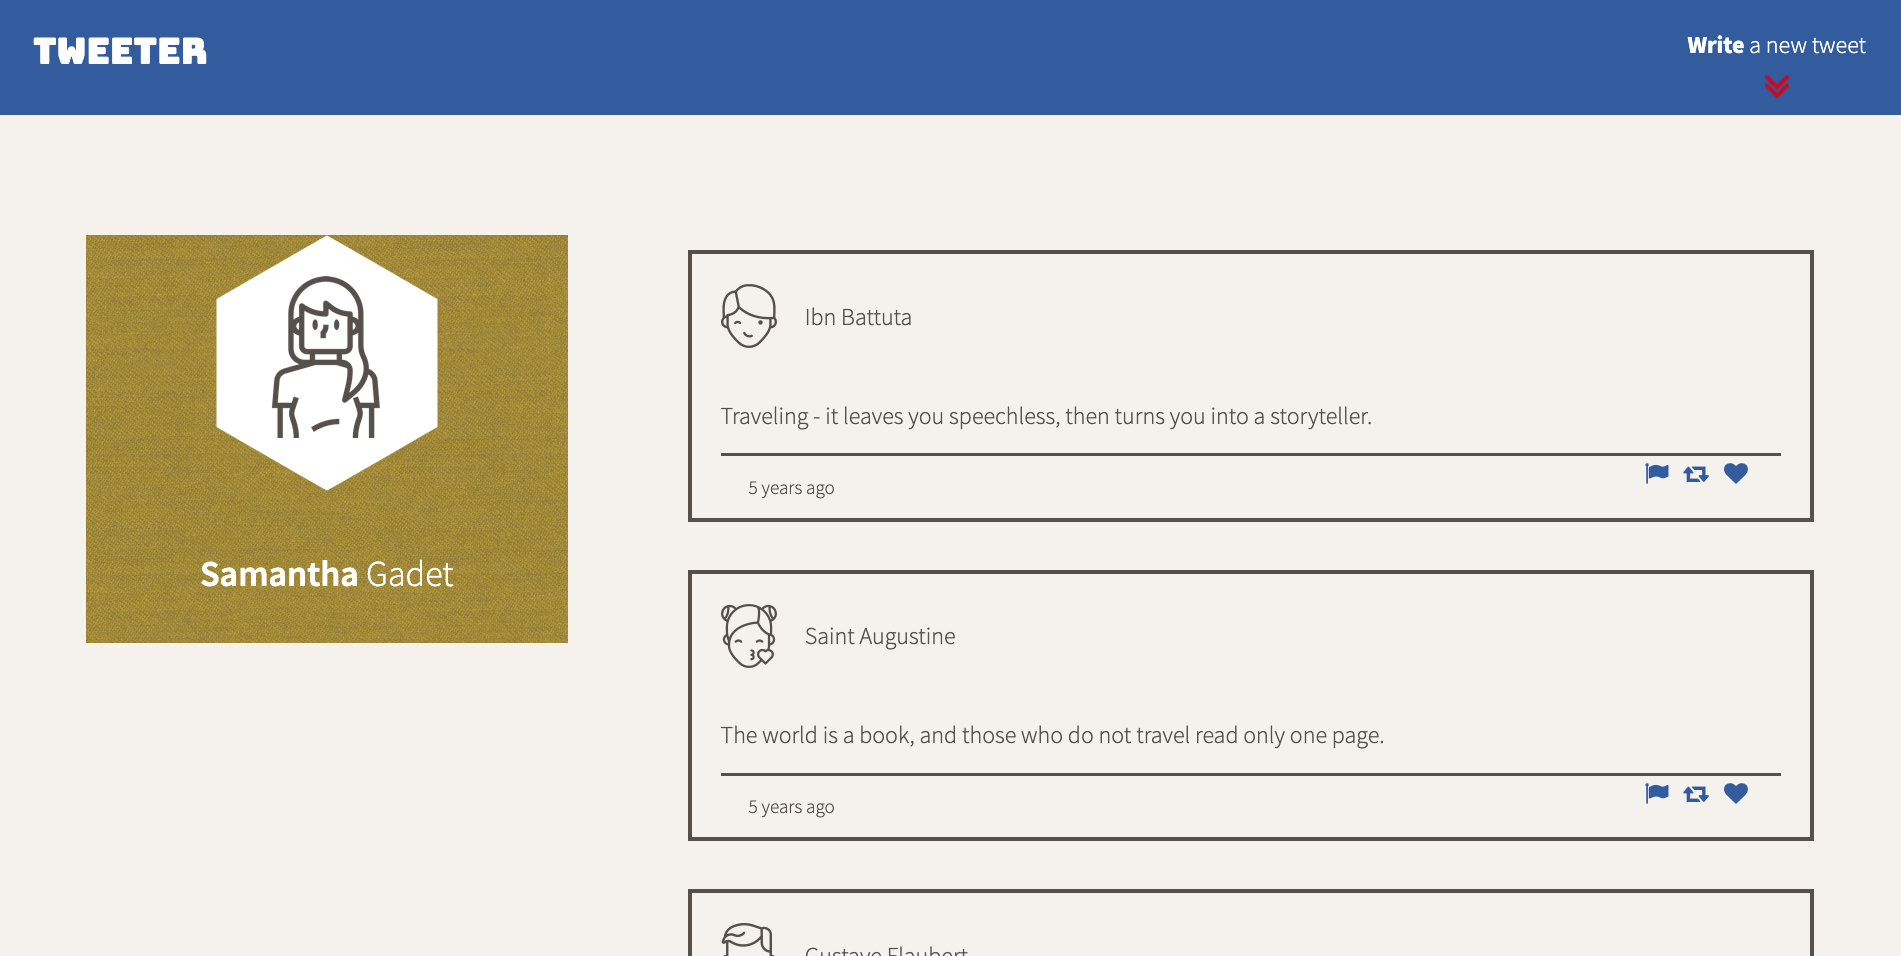 TWEETER
Write a new tweet
Samantha Gadet
Ibn Battuta
Traveling - it leaves you speechless, then turns you into a storyteller.
5 years ago
Saint Augustine
The world is a book, and those who do not travel read only one page.
5 years ago
Gustave Flaubert